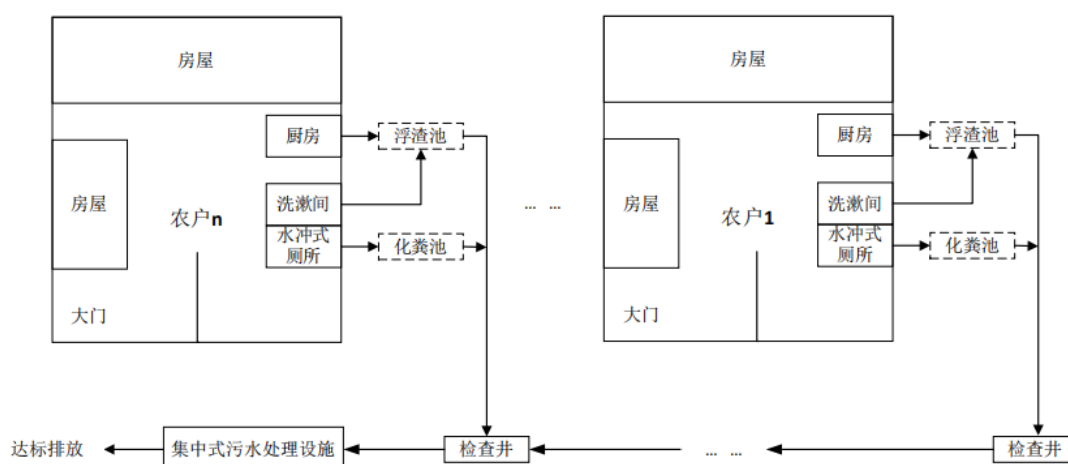 房屋
房屋
厨房
浮渣池
厨房
浮渣池
房屋
农户n
洗漱间
… …
房屋
农户1
洗漱间
水冲式
厕所
化粪池
水冲式
厕所
化粪池
大门
大门
达标排放
集中式污水处理设施
检查井
… …
检查井